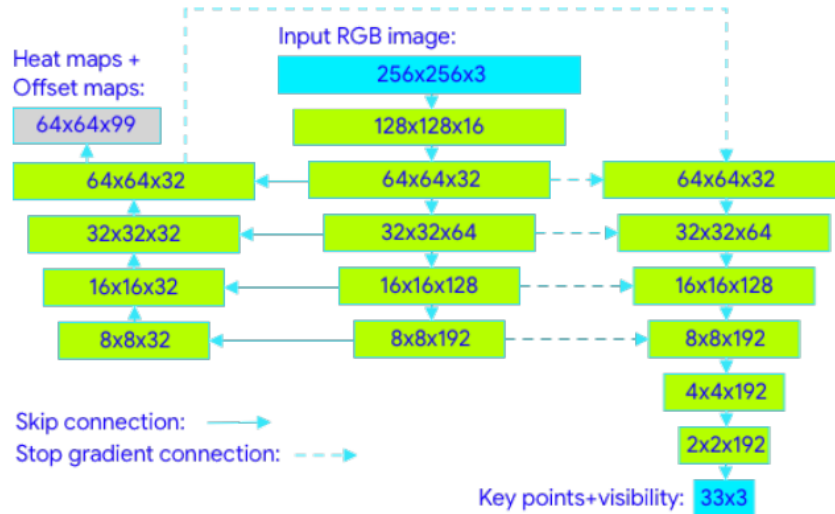 Input RGB image:
Heat maps +
Offset maps:
256x256x3
64x64x99
128x128x16
64x64x32
64x64x32
64x64x32
32x32x32
32x32x64
32x32x64
16x16x32
16x16x128
16x16x128
8x8x32
8x8x192
8x8x192
4x4x192
Skip connection:
2x2x192
Stop gradient connection:
Key points+visibility:
33x3